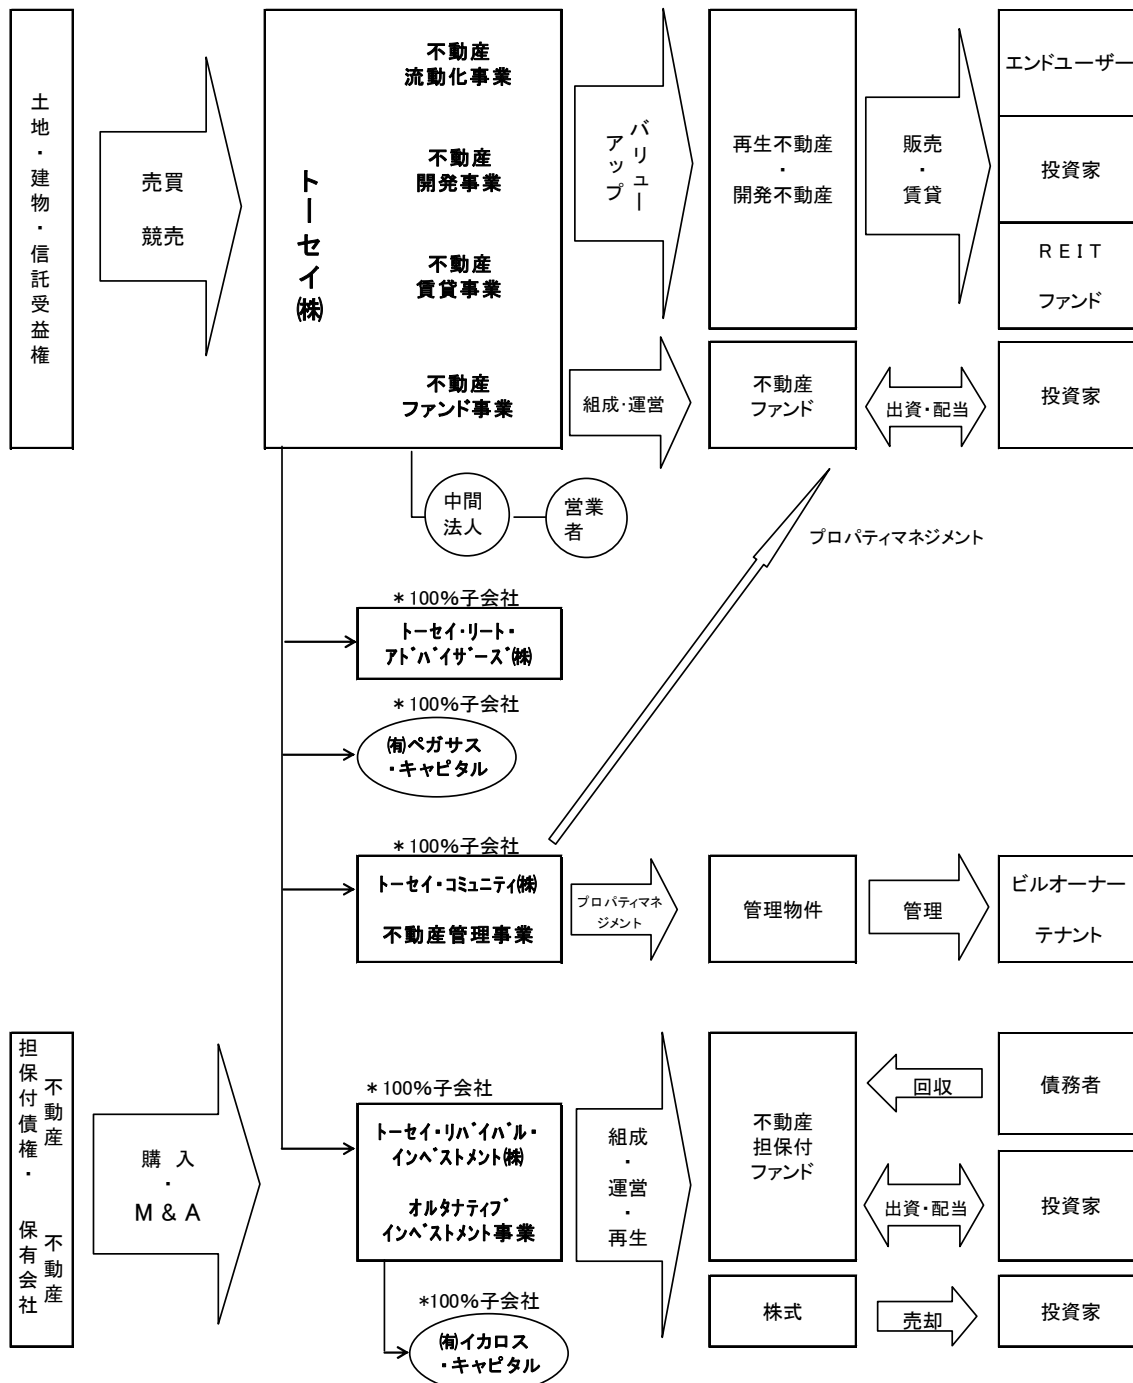 土地・建物・信託受益権
売買
競売
トーセイ㈱
不動産
流動化事業
不動産
開発事業
不動産
賃貸事業
不動産
ファンド事業
バリュー
アップ
再生不動産
・
開発不動産
販売
・
賃貸
エンドユーザー
投資家
ＲＥＩＴ
ファンド
組成・運営
不動産
ファンド
出資・配当
投資家
中間
法人
営業
者
プロパティマネジメント
＊100%子会社
トーセイ・リート・
アドバイザーズ㈱
＊100%子会社
㈲ペガサス
・キャピタル
＊100%子会社
トーセイ・コミュニティ㈱
不動産管理事業
プロパティマネ
ジメント
管理物件
管理
ビルオーナー
テナント
不動産
担保付債権・
不動産
保有会社
購 入
・
M & A
＊100%子会社
トーセイ・リバイバル・
インベストメント㈱
オルタナティブ
インベストメント事業
組成
・
運営
・
再生
不動産
担保付
ファンド
回収
債務者
出資・配当
投資家
株式
売却
投資家
*100%子会社
㈲イカロス
・キャピタル